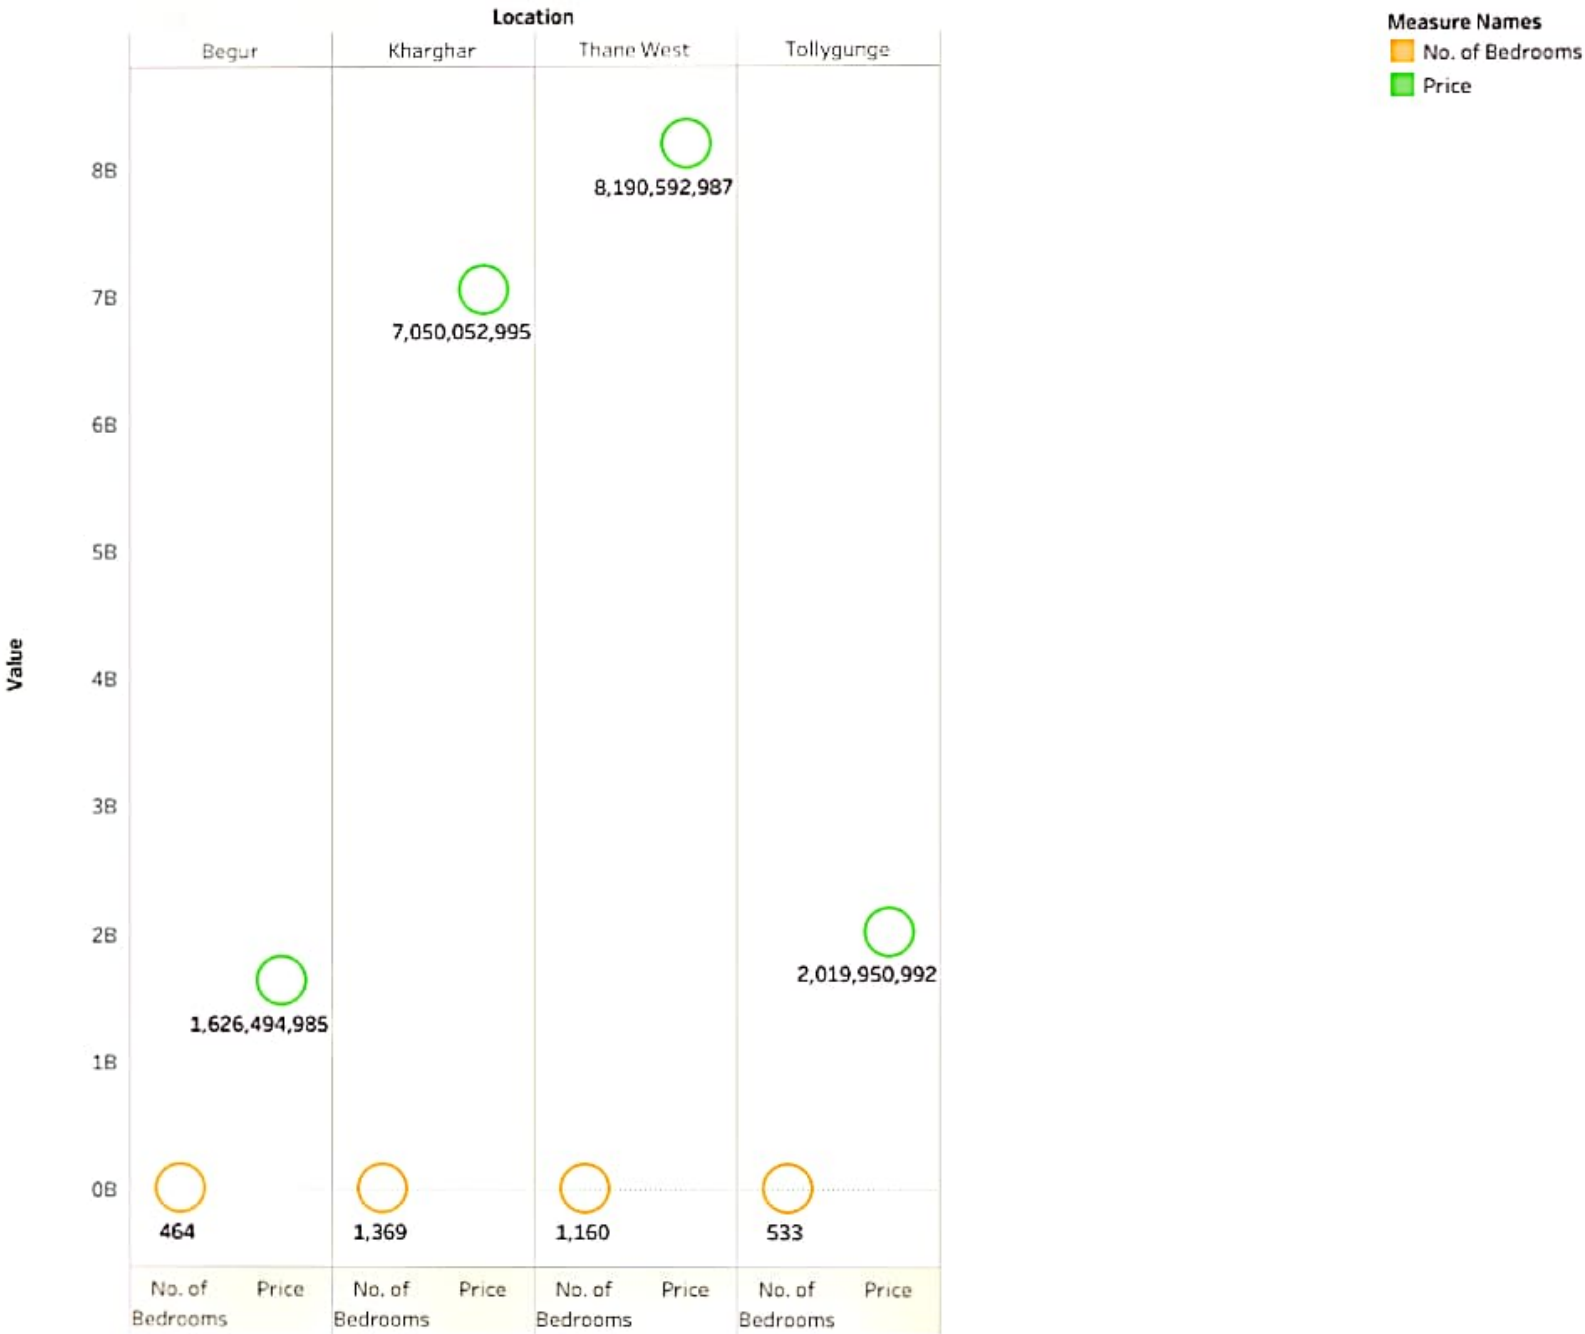 Location
Begur Kharghar Thane West Tollygunge
Measure Names
No. of Bedrooms
Price
Value
8B
7B
6B
5B
4B
3B
2B
1B
0B
8,190,592,987
7,050,052,995
2,019,950,992
1,626,494,985
464 1,369 1,160 533
No. of Bedrooms Price No. of Bedrooms Price No. of Bedrooms Price No. of Bedrooms Price